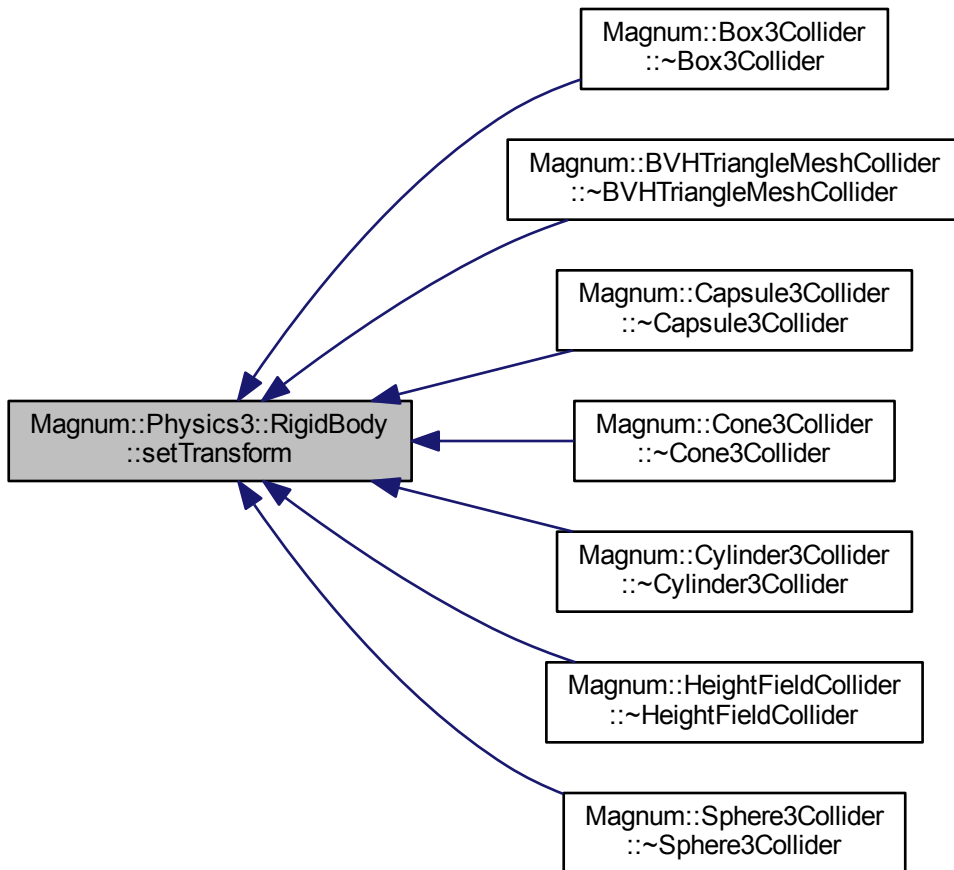 Magnum::Box3Collider
::~Box3Collider
Magnum::BVHTriangleMeshCollider
::~BVHTriangleMeshCollider
Magnum::Capsule3Collider
::~Capsule3Collider
Magnum::Physics3::RigidBody
::setTransform
Magnum::Cone3Collider
::~Cone3Collider
Magnum::Cylinder3Collider
::~Cylinder3Collider
Magnum::HeightFieldCollider
::~HeightFieldCollider
Magnum::Sphere3Collider
::~Sphere3Collider